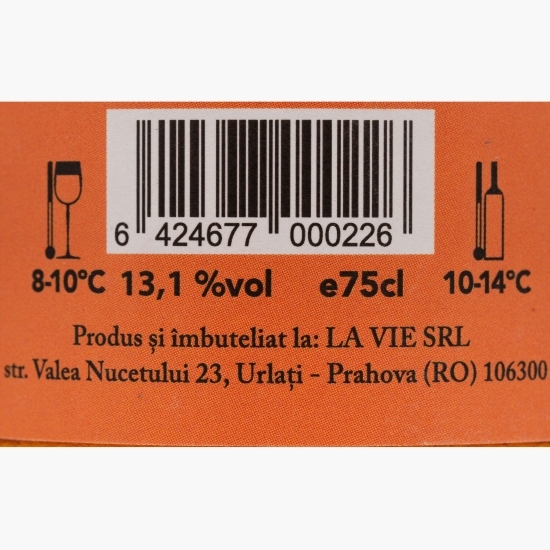 6 424677 000226
8-10°C 13,1 %vol e75cl 10-14°C
Produs și îmbuteliat la: LA VIE SRL
str. Valea Nucetului 23, Urlați - Prahova (RO) 106300